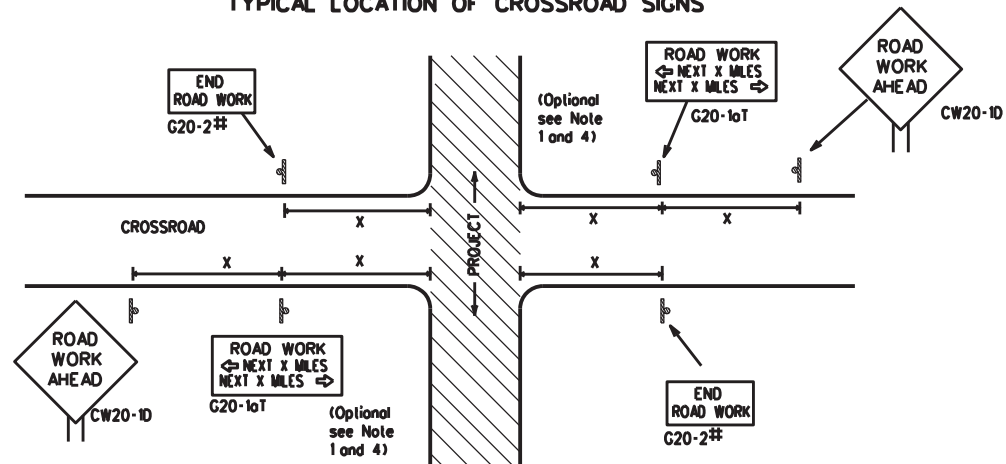 TYPICAL LOCATION OF CROSSROAD SIGNS
END
ROAD WORK
G20-2#
(Optional
see Note
1 and 4)
ROAD WORK
⇦ NEXT X MILES
NEXT X MILES ⇨
G20-1aT
ROAD
WORK
AHEAD
CW20-1D
X
X
X
CROSSROAD
PROJECT
X
X
X
ROAD
WORK
AHEAD
CW20-1D
ROAD WORK
⇦ NEXT X MILES
NEXT X MILES ⇨
G20-1aT
(Optional
see Note
1 and 4)
END
ROAD WORK
G20-2#